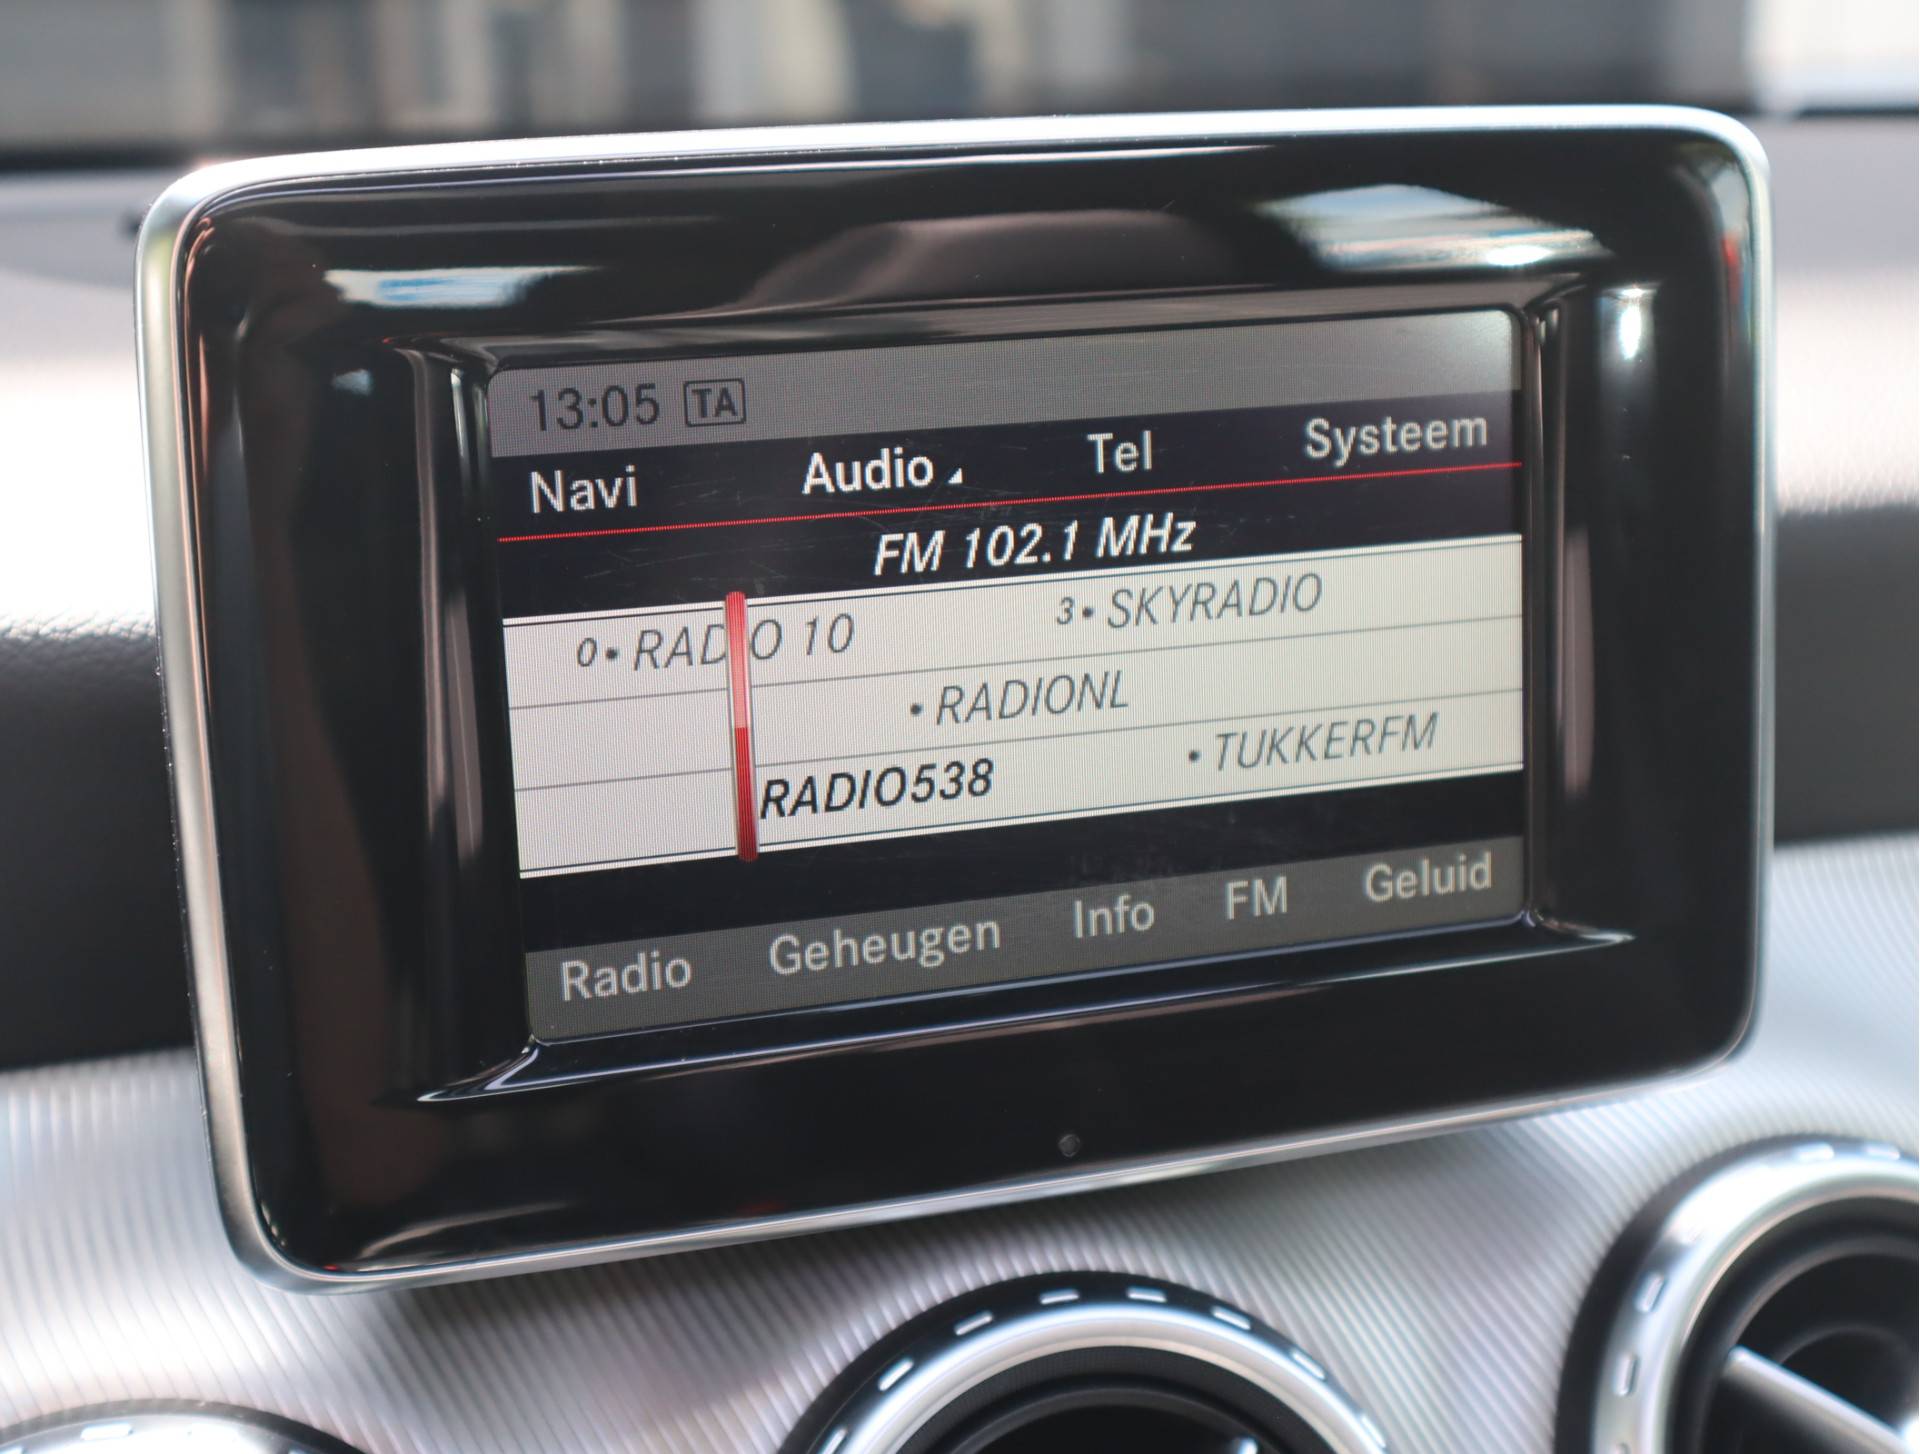 13:05 TA
Navi Audio Tel Systeem
FM 102.1 MHz
0• RADIO 10 3• SKYRADIO
• RADIONL
RADIO538 • TUKKERFM
Radio Geheugen Info FM Geluid